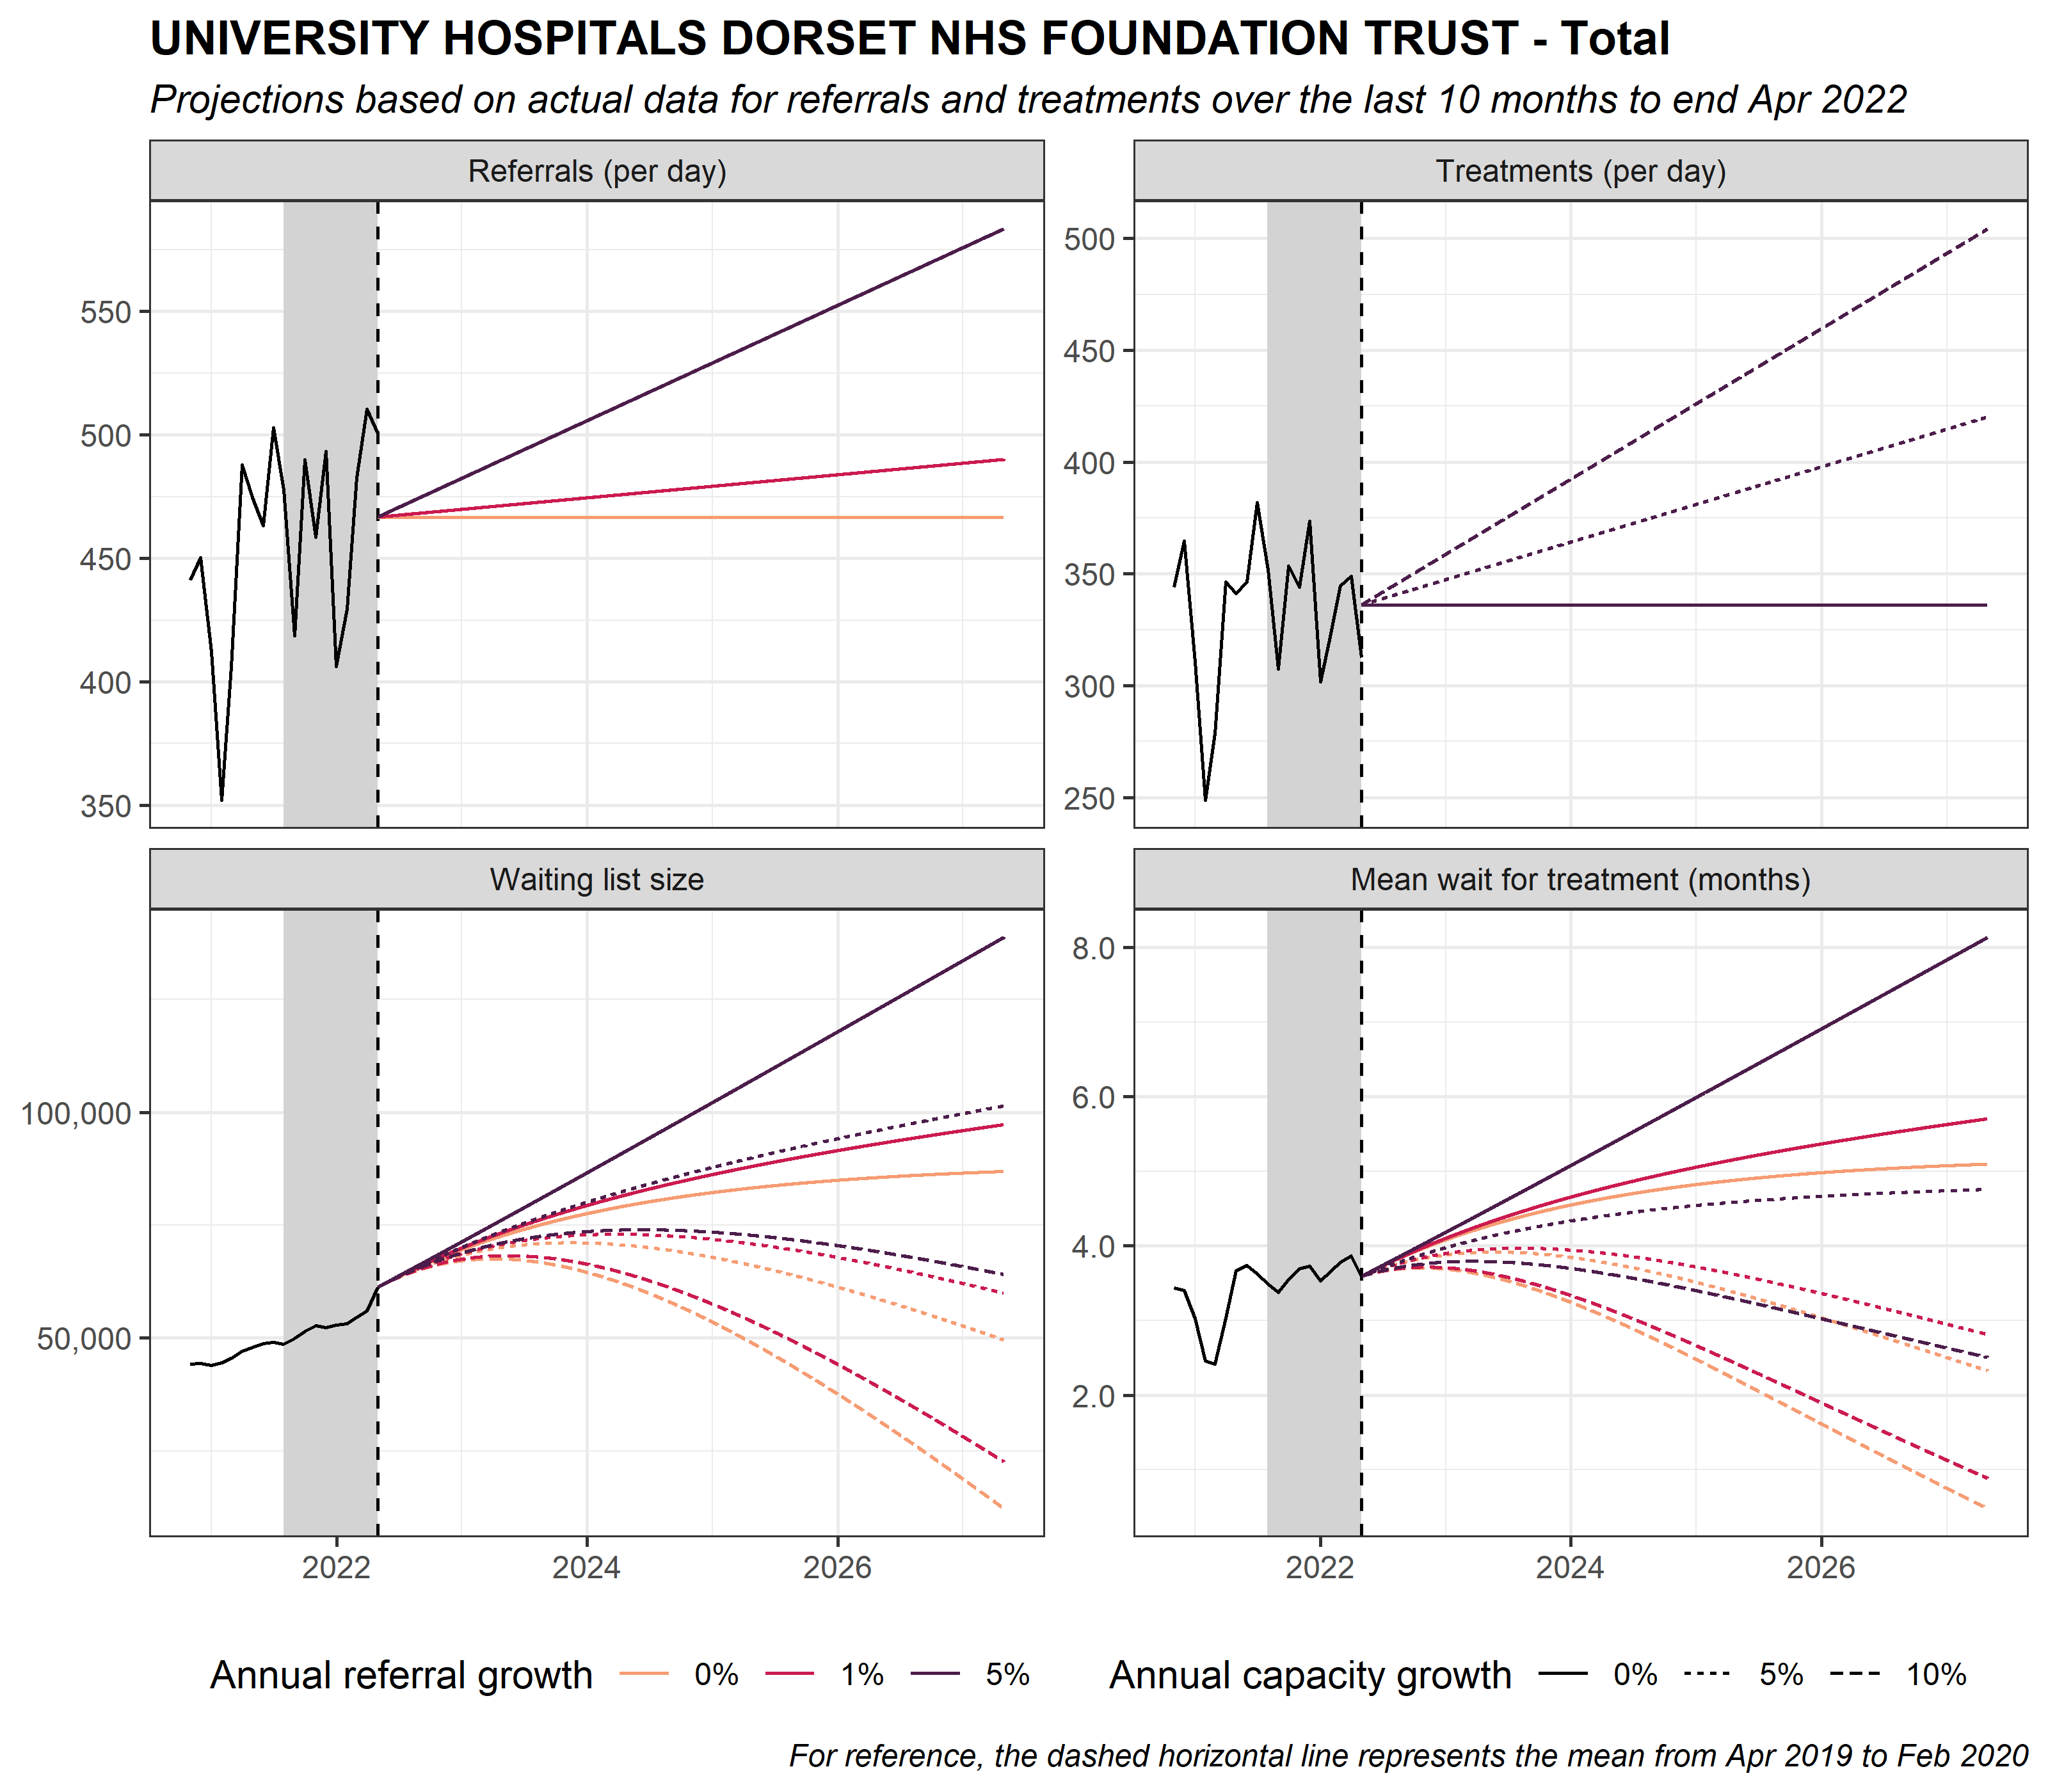 UNIVERSITY HOSPITALS DORSET NHS FOUNDATION TRUST - Total
Projections based on actual data for referrals and treatments over the last 10 months to end Apr 2022
Referrals (per day)
550
500
450
400
350
Treatments (per day)
500
450
400
350
300
250
Waiting list size
100,000
50,000
2022 2024 2026
Mean wait for treatment (months)
8.0
6.0
4.0
2.0
2022 2024 2026
Annual referral growth 0% 1% 5%
Annual capacity growth 0% 5% 10%
For reference, the dashed horizontal line represents the mean from Apr 2019 to Feb 2020